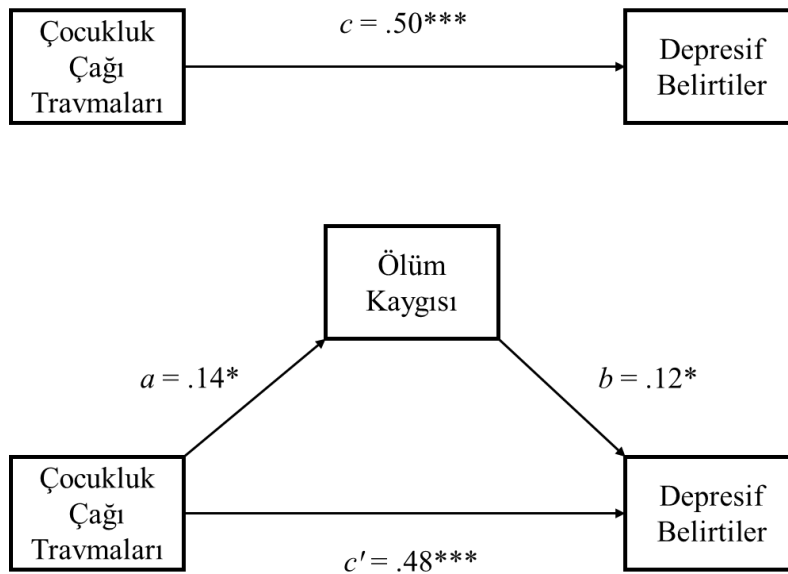 Çocukluk
Çağı
Travmaları
c = .50***
Depresif
Belirtiler
Ölüm
Kaygısı
a = .14*
b = .12*
Çocukluk
Çağı
Travmaları
c' = .48***
Depresif
Belirtiler